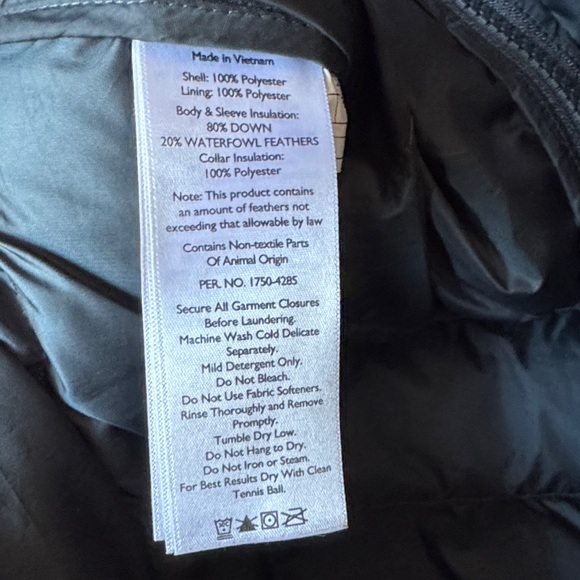 Made in Vietnam
Shell: 100% Polyester
Lining: 100% Polyester
Body & Sleeve Insulation:
80% DOWN
20% WATERFOWL FEATHERS
Collar Insulation:
100% Polyester
Note: This product contains
an amount of feathers not
exceeding that allowable by law
Contains Non-textile Parts
Of Animal Origin
PER. NO. 1750-4285
Secure All Garment Closures
Before Laundering.
Machine Wash Cold Delicate
Separately.
Mild Detergent Only.
Do Not Bleach.
Do Not Use Fabric Softeners.
Rinse Thoroughly and Remove
Promptly.
Tumble Dry Low.
Do Not Hang to Dry.
Do Not Iron or Steam.
For Best Results Dry With Clean
Tennis Ball.